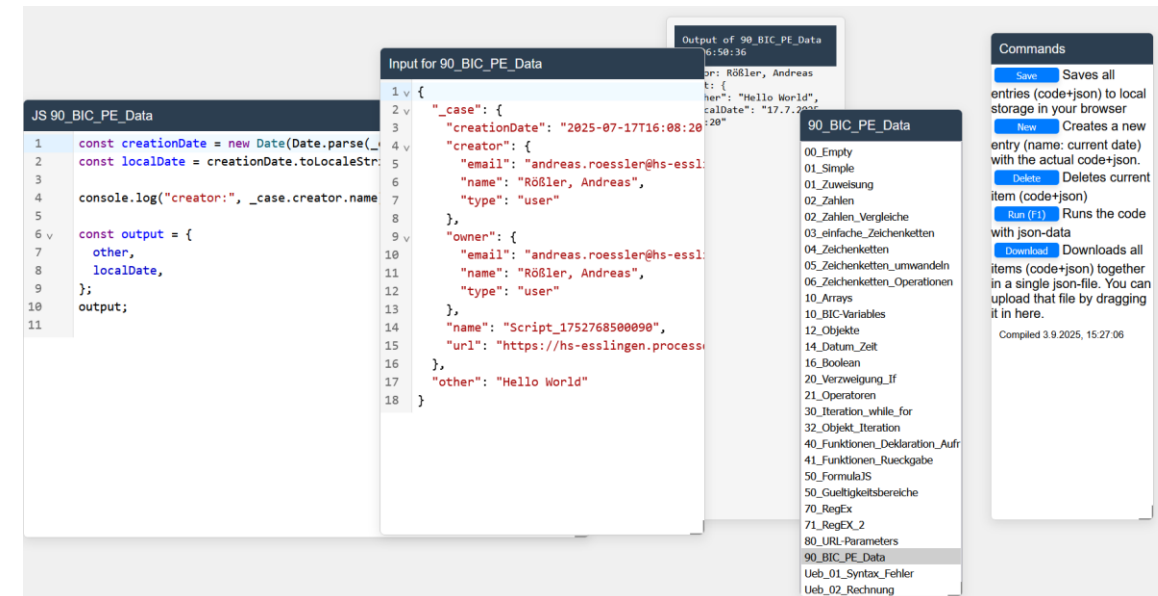 JS 90_BIC_PE_Data
1 const creationDate = new Date(Date.parse(_
2 const localDate = creationDate.toLocaleStri
3
4 console.log("creator:", _case.creator.name
5
6 const output = {
7 other,
8 localDate,
9 };
10 output;
11
Input for 90_BIC_PE_Data
1 {
2 "_case": {
3 "creationDate": "2025-07-17T16:08:20
4 "creator": {
5 "email": "andreas.roessler@hs-essl
6 "name": "Rößler, Andreas",
7 "type": "user"
8 },
9 "owner": {
10 "email": "andreas.roessler@hs-essl
11 "name": "Rößler, Andreas",
12 "type": "user"
13 },
14 "name": "Script_1752768500090",
15 "url": "https://hs-esslingen.process
16 },
17 "other": "Hello World"
18 }
Output of 90_BIC_PE_Data
6:50:36
or: Rößler, Andreas
t: {
her": "Hello World",
calDate": "17.7.2025
:20"
90_BIC_PE_Data
00_Empty
01_Simple
01_Zuweisung
02_Zahlen
02_Zahlen_Vergleiche
03_einfache_Zeichenketten
04_Zeichenketten
05_Zeichenketten_umwandeln
06_Zeichenketten_Operationen
10_Arrays
10_BIC-Variables
12_Objekte
14_Datum_Zeit
16_Boolean
20_Verzweigung_If
21_Operatoren
30_Iteration_while_for
32_Objekt_Iteration
40_Funktionen_Deklaration_Aufr
41_Funktionen_Rueckgabe
50_FormulaJS
50_Gueltigkeitsbereiche
70_RegEx
71_RegEX_2
80_URL-Parameters
90_BIC_PE_Data
Ueb_01_Syntax_Fehler
Ueb_02_Rechnung
Commands
Save Saves all
entries (code+json) to local
storage in your browser
New Creates a new
entry (name: current date)
with the actual code+json.
Delete Deletes current
item (code+json)
Run (F1) Runs the code
with json-data
Download Downloads all
items (code+json) together
in a single json-file. You can
upload that file by dragging
it in here.
Compiled 3.9.2025, 15:27:06